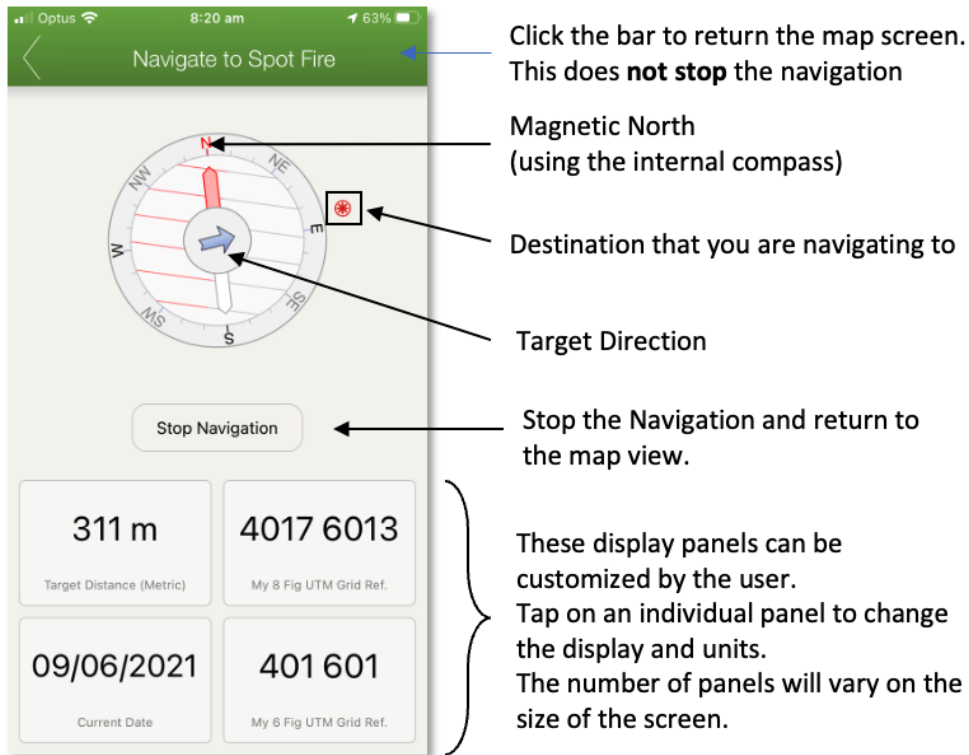 Optus 8:20 am 63%
Navigate to Spot Fire
Click the bar to return the map screen.
This does not stop the navigation
Magnetic North
(using the internal compass)
Destination that you are navigating to
Target Direction
N
NE
E
SE
S
SW
W
NW
Stop Navigation
Stop the Navigation and return to
the map view.
311 m
Target Distance (Metric)
4017 6013
My 8 Fig UTM Grid Ref.
09/06/2021
Current Date
401 601
My 6 Fig UTM Grid Ref.
These display panels can be
customized by the user.
Tap on an individual panel to change
the display and units.
The number of panels will vary on the
size of the screen.